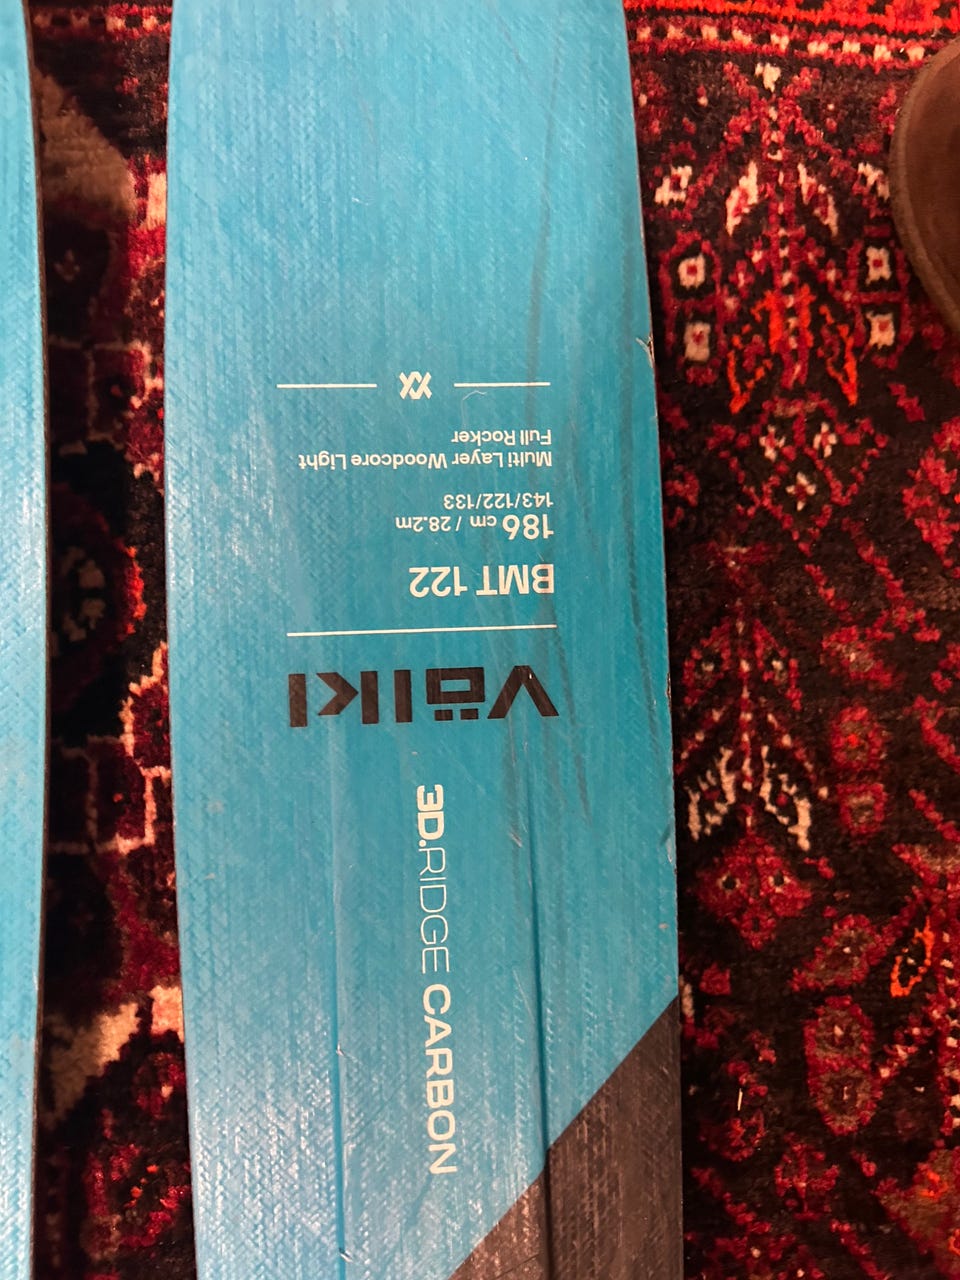 Völkl
BMT 122
186 cm / 28.2m
143/122/133
Multi Layer Woodcore Light
Full Rocker
3D.RIDGE CARBON